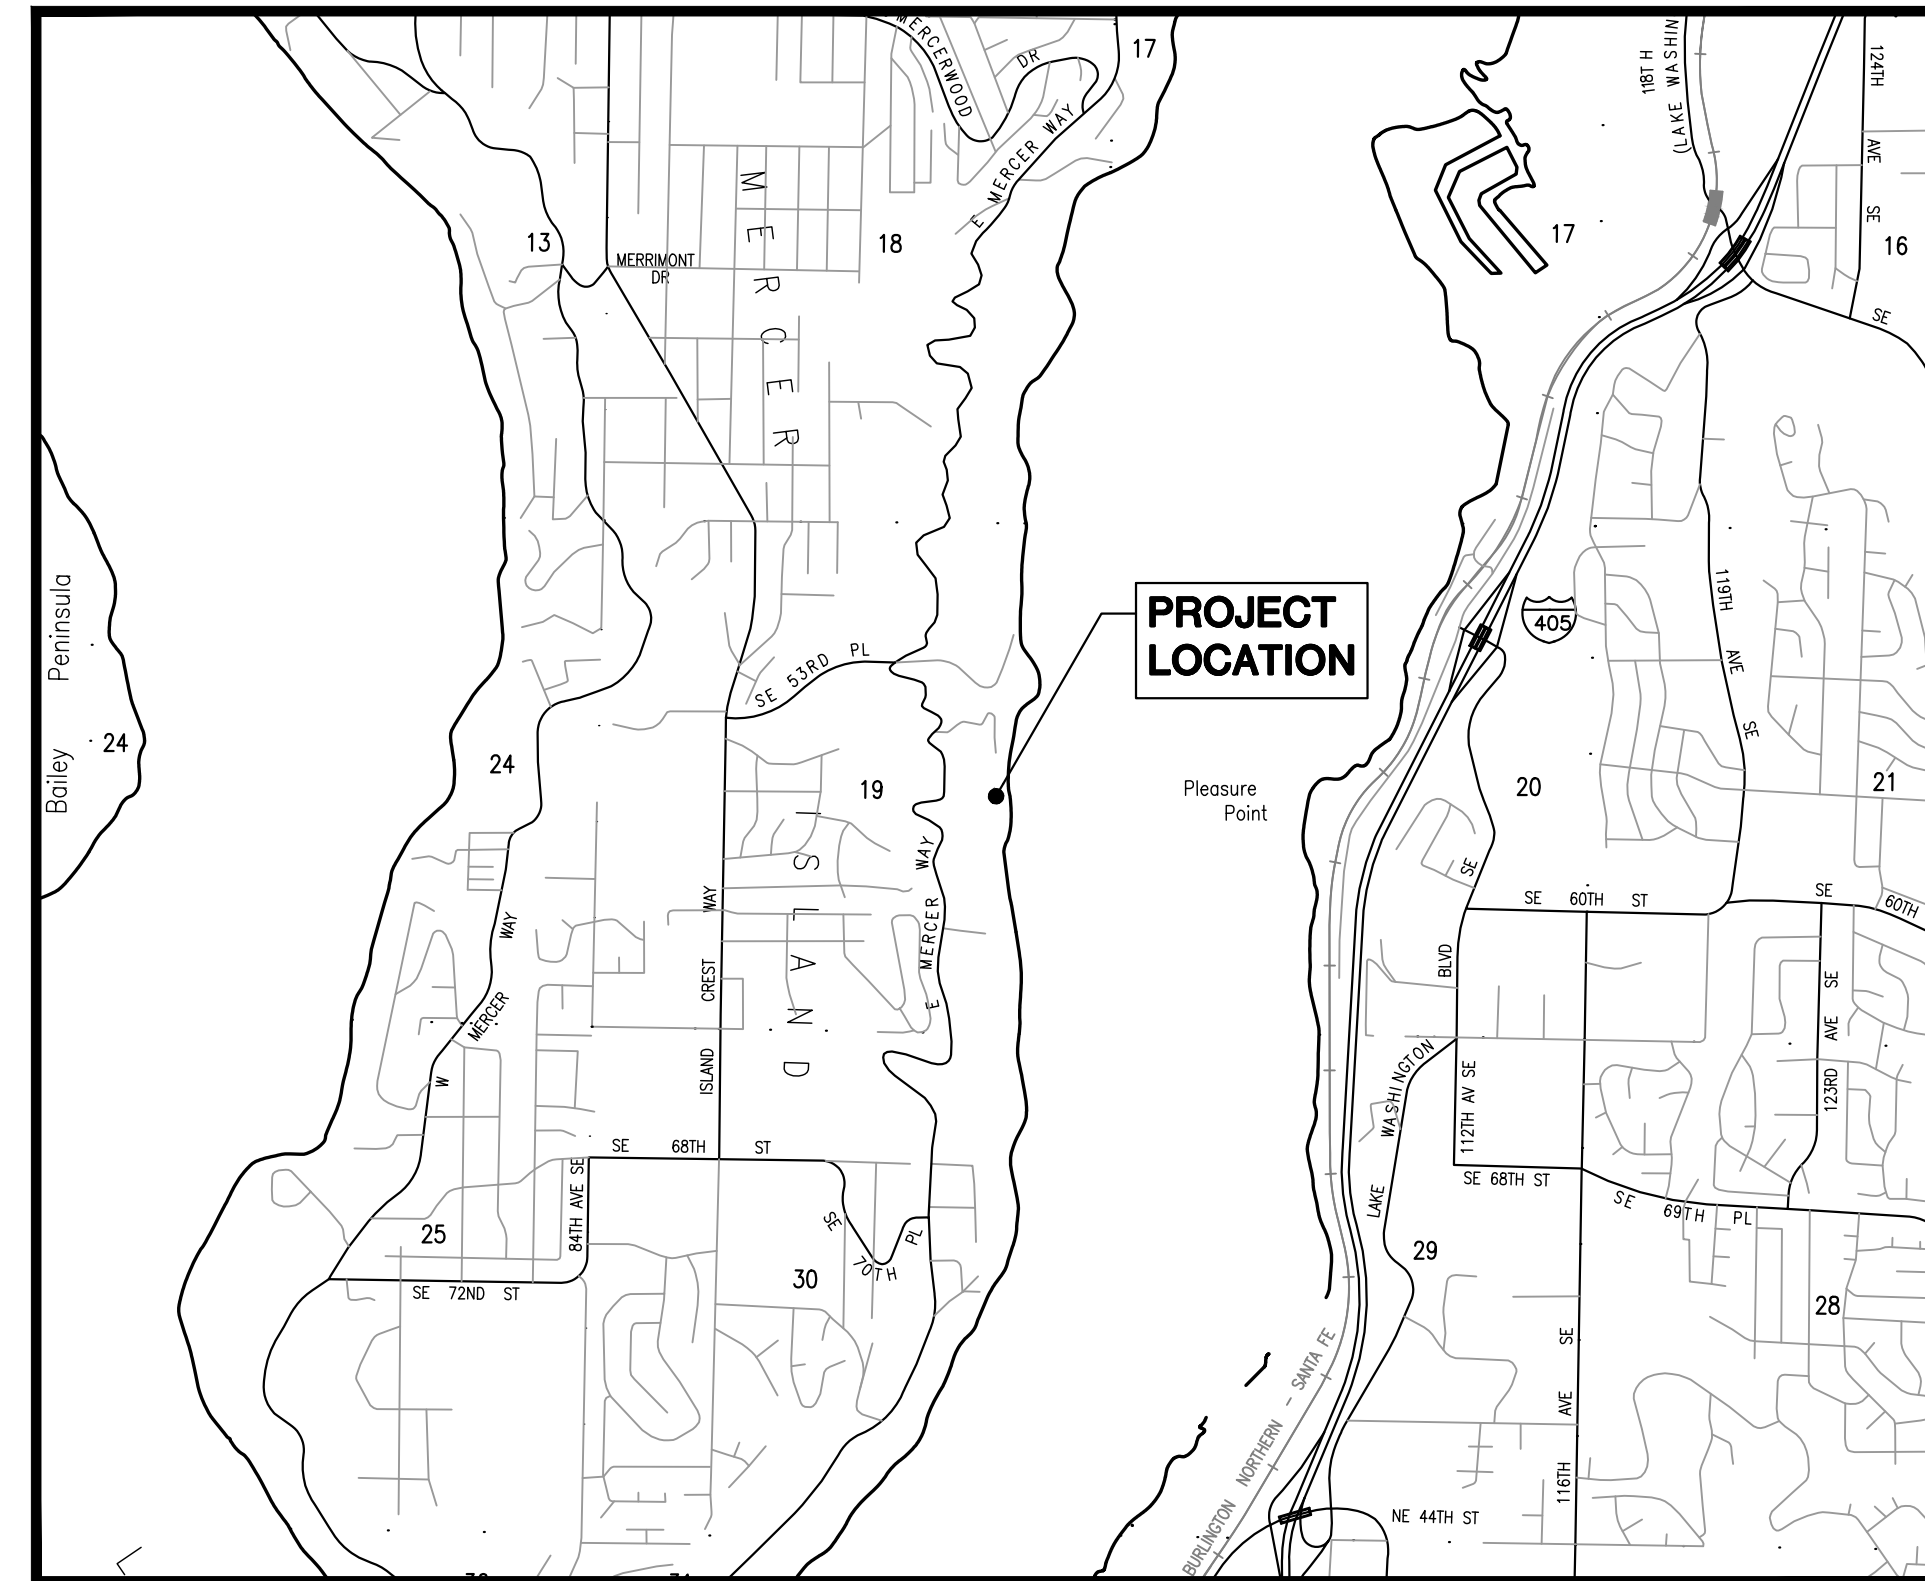 MERCERWOOD
DR
17
118TH
(LAKE WASHIN
124TH
AVE
SE
E MERCER WAY
13
18
17
16
MERRIMONT
DR
MERCER
SE
Bailey Peninsula
24
PROJECT
LOCATION
405
119TH
AVE
SE
SE 53RD PL
24
19
Pleasure
Point
20
21
SE
SE 60TH ST
SE
60TH
ISLAND
E MERCER WAY
W MERCER WAY
ISLAND CREST WAY
BLVD
LAKE WASHINGTON
112TH AV SE
123RD AVE SE
SE 68TH ST
84TH AVE SE
SE 68TH ST
SE 69TH PL
25
SE 70TH PL
30
29
28
SE 72ND ST
BURLINGTON NORTHERN - SANTA FE
116TH AVE SE
NE 44TH ST
L